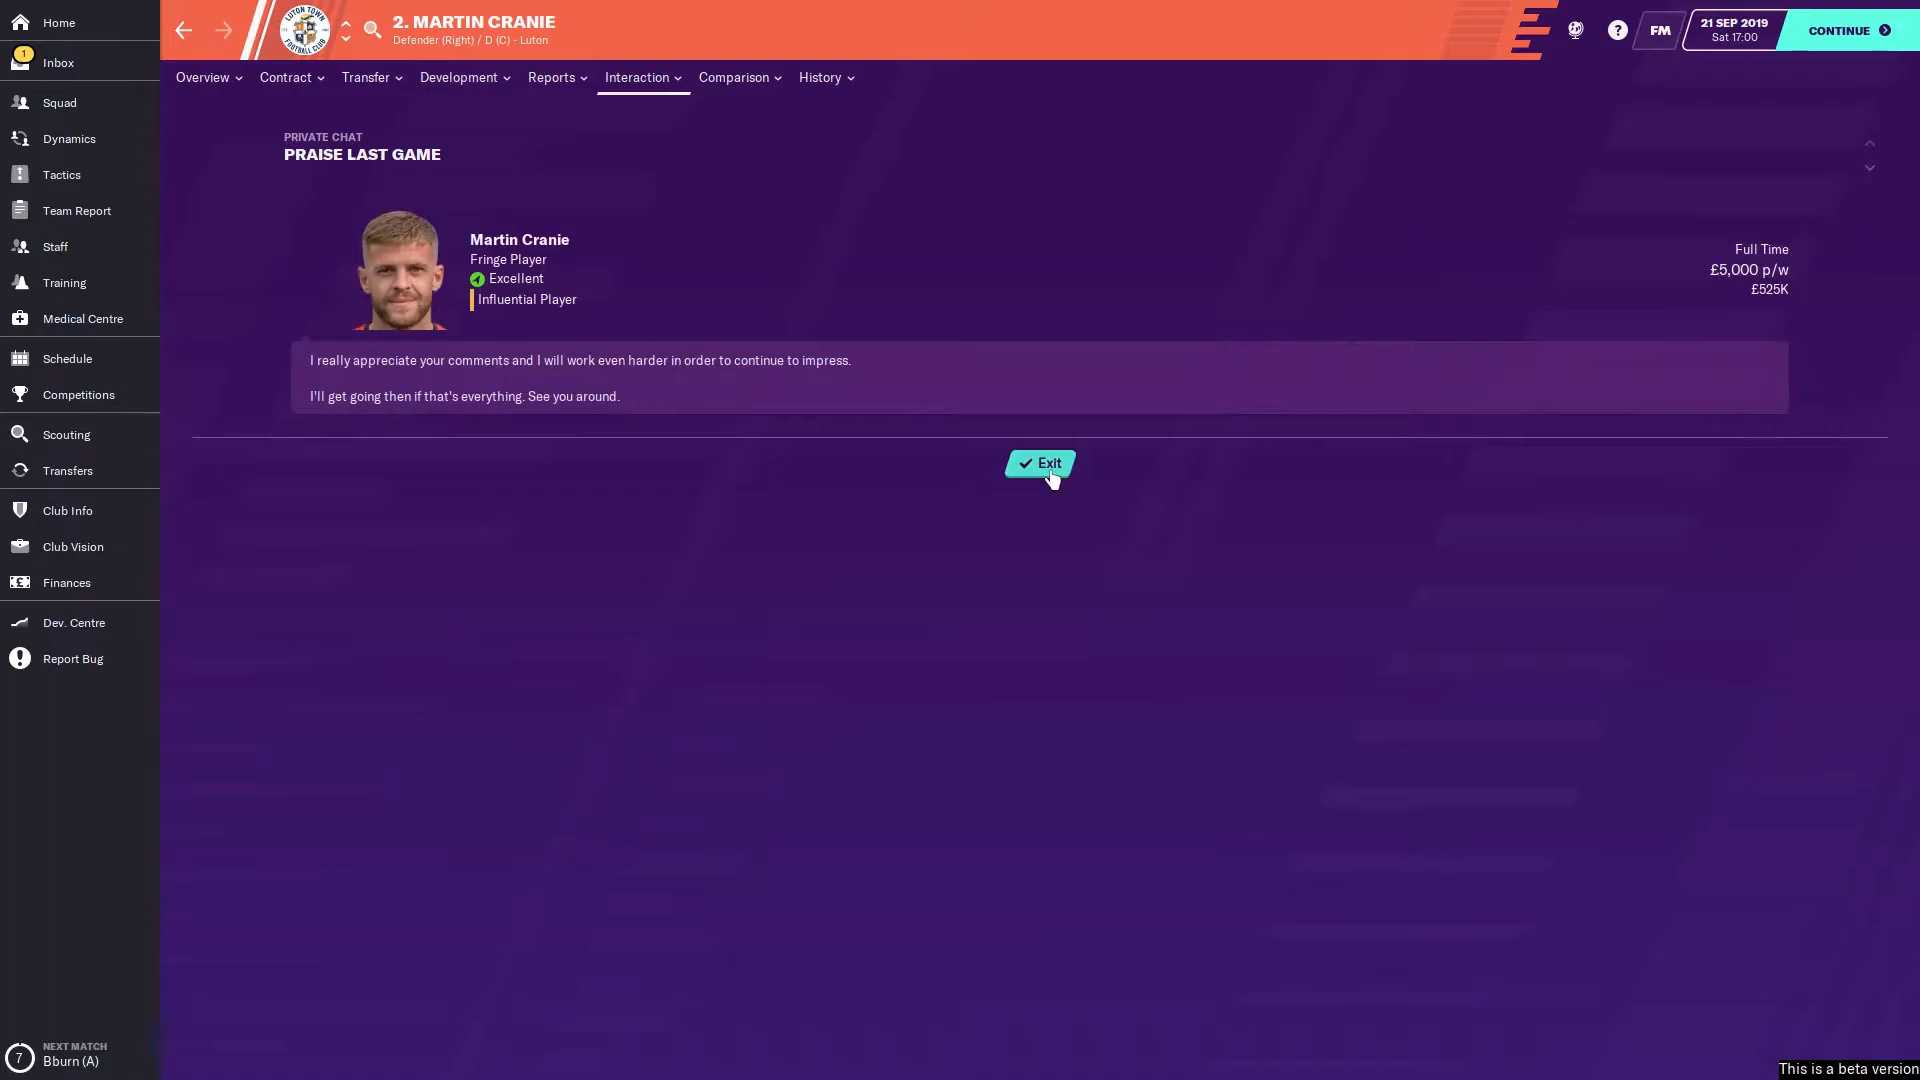 Home
1
Inbox
Squad
Dynamics
Tactics
Team Report
Staff
Training
Medical Centre
Schedule
Competitions
Scouting
Transfers
Club Info
Club Vision
Finances
Dev. Centre
Report Bug
7
NEXT MATCH
Bburn (A)
LUTON TOWN
FOOTBALL CLUB
2. MARTIN CRANIE
Defender (Right) / D (C) - Luton
?
FM
21 SEP 2019
Sat 17:00
CONTINUE
Overview
Contract
Transfer
Development
Reports
Interaction
Comparison
History
PRIVATE CHAT
PRAISE LAST GAME
Martin Cranie
Fringe Player
Excellent
Influential Player
Full Time
£5,000 p/w
£525K
I really appreciate your comments and I will work even harder in order to continue to impress.
I'll get going then if that's everything. See you around.
Exit
This is a beta version